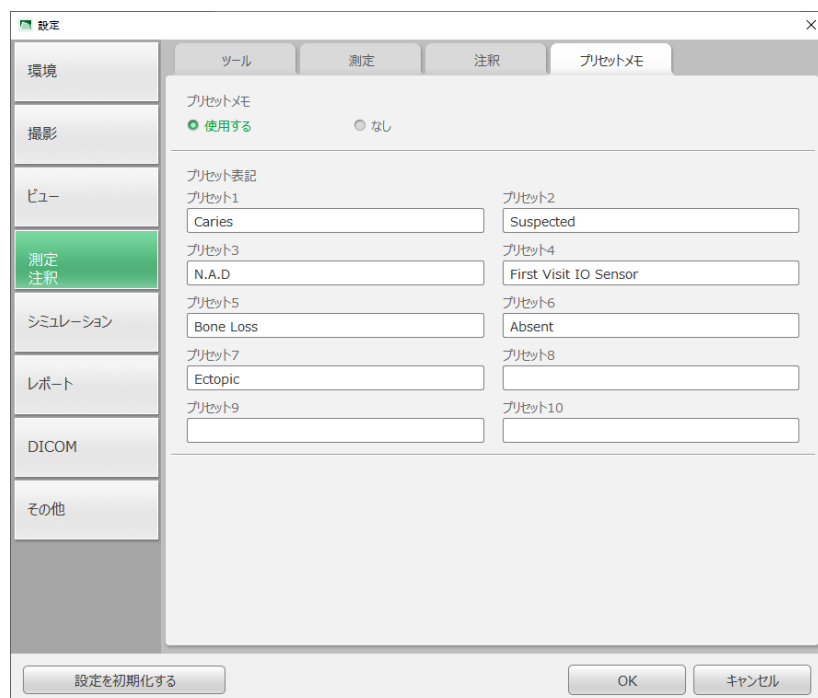 設定
環境
撮影
ビュー
測定
注釈
シミュレーション
レポート
DICOM
その他
ツール
測定
注釈
プリセットメモ
プリセットメモ
使用する
なし
プリセット表記
プリセット1
プリセット2
Caries
Suspected
プリセット3
プリセット4
N.A.D
First Visit IO Sensor
プリセット5
プリセット6
Bone Loss
Absent
プリセット7
プリセット8
Ectopic
プリセット9
プリセット10
設定を初期化する
OK
キャンセル